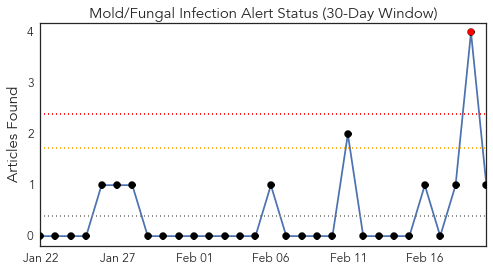 Mold/Fungal Infection Alert Status (30-Day Window)
Articles Found
4
3
2
1
0
Jan 22 Jan 27 Feb 01 Feb 06 Feb 11 Feb 16